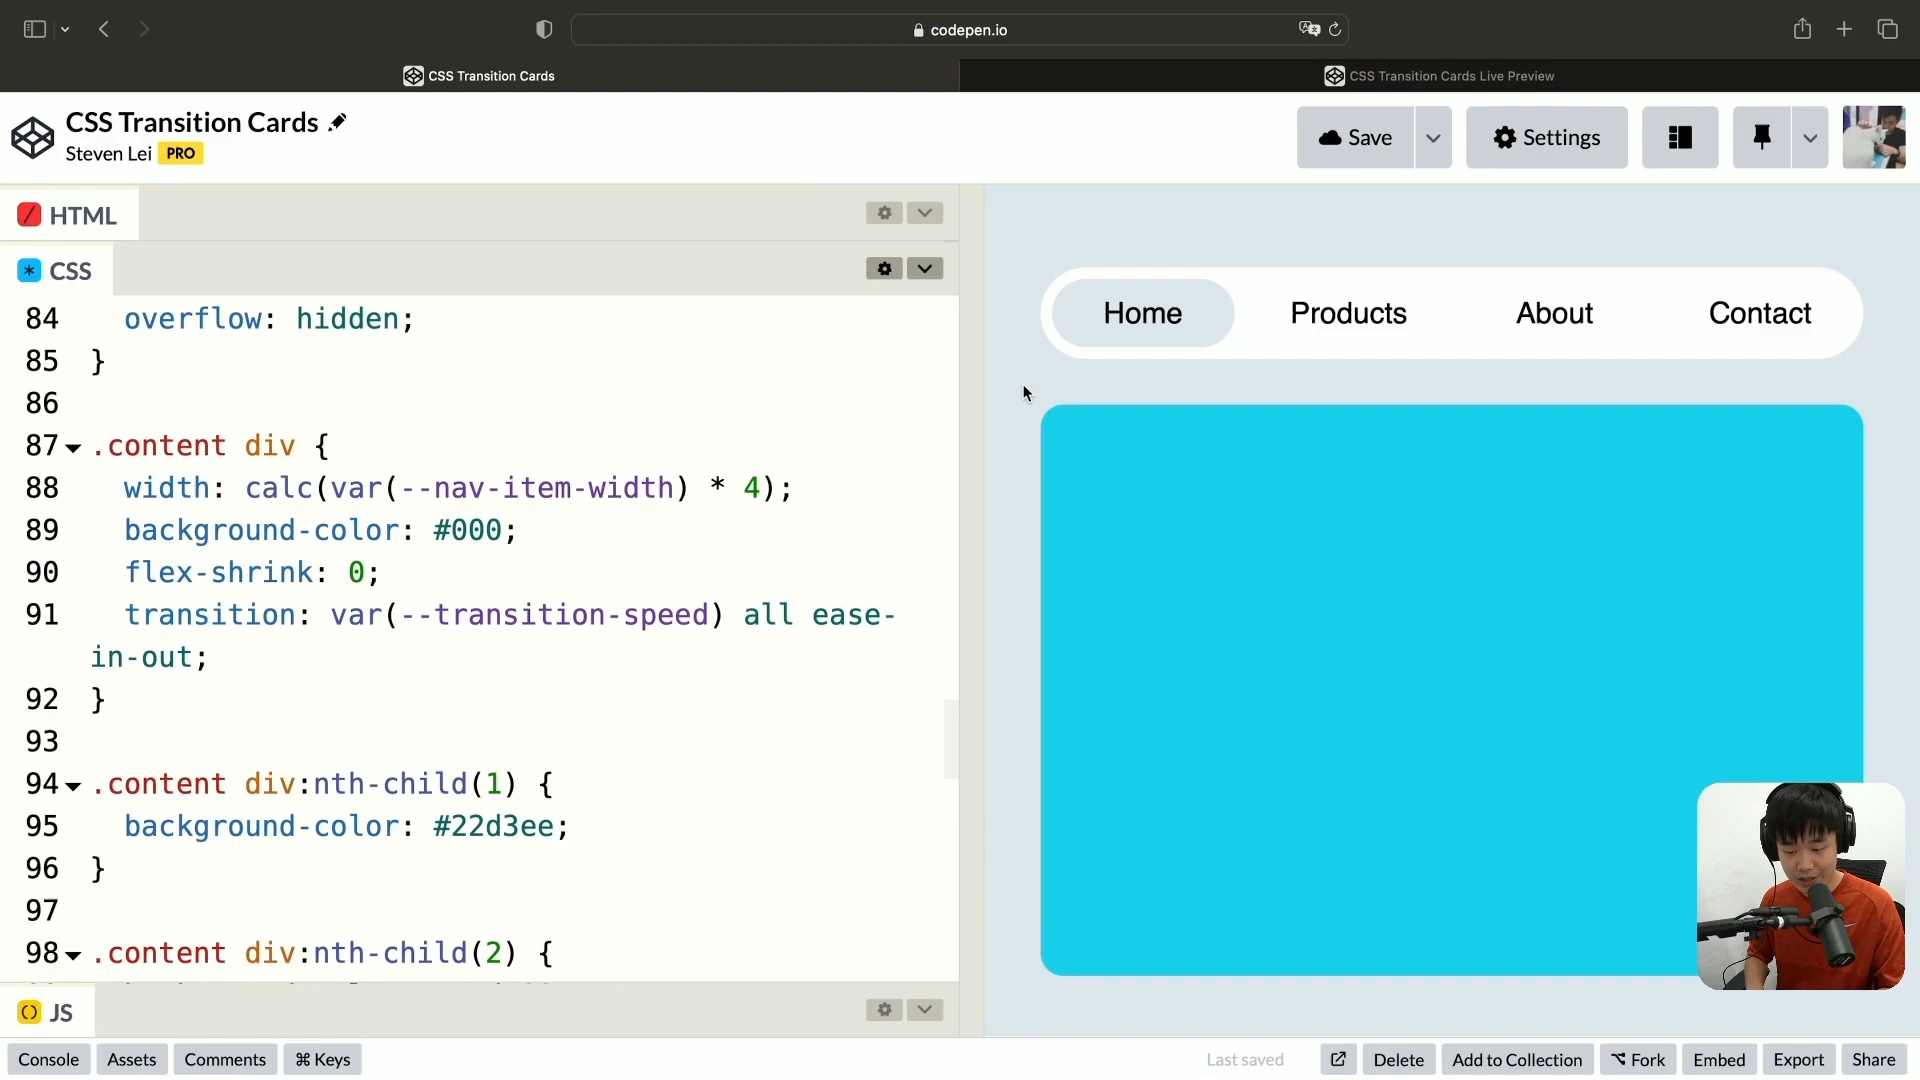 codepen.io
CSS Transition Cards
CSS Transition Cards Live Preview
CSS Transition Cards
Steven Lei PRO
Save
Settings
HTML
CSS
84 overflow: hidden;
85 }
86
87 .content div {
88 width: calc(var(--nav-item-width) * 4);
89 background-color: #000;
90 flex-shrink: 0;
91 transition: var(--transition-speed) all ease-
in-out;
92 }
93
94 .content div:nth-child(1) {
95 background-color: #22d3ee;
96 }
97
98 .content div:nth-child(2) {
JS
Home Products About Contact
Console Assets Comments ⌘ Keys Last saved Delete Add to Collection Fork Embed Export Share